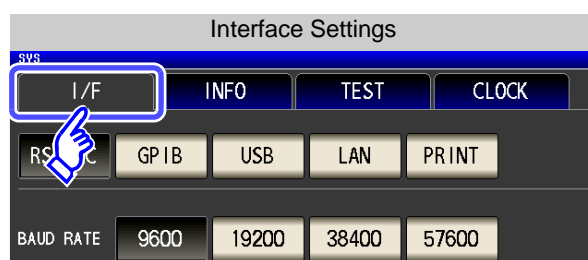 Interface Settings
SYS
I/F INFO TEST CLOCK
GPIB USB LAN PRINT
BAUD RATE 9600 19200 38400 57600